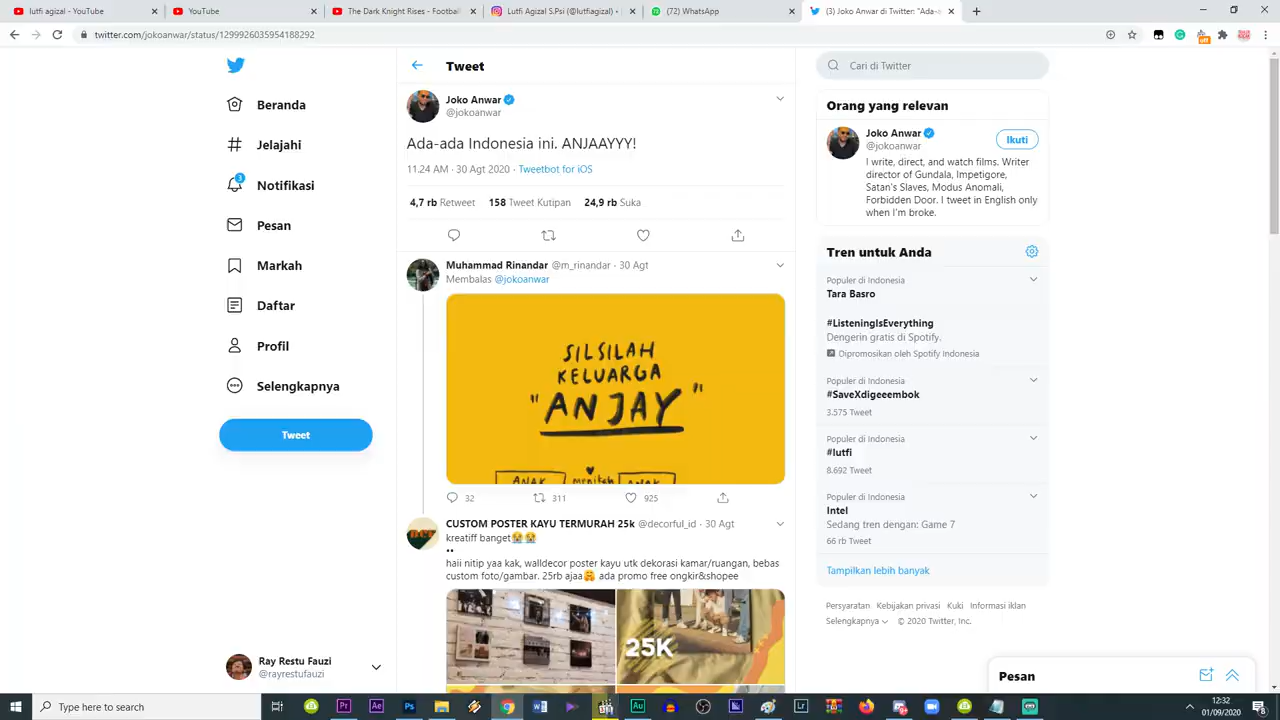 lutfi agizal - YouTube
YouTube
The Dark Knight Rises - Footbal
Lutfi Agizal S.Psi (@lutfiagizal) •
(72) WhatsApp
(3) Joko Anwar di Twitter: "Ada-a
twitter.com/jokoanwar/status/1299926035954188292
Beranda
Jelajahi
3
Notifikasi
Pesan
Markah
Daftar
Profil
Selengkapnya
Tweet
Ray Restu Fauzi
@rayrestufauzi
Tweet
Joko Anwar
@jokoanwar
Ada-ada Indonesia ini. ANJAAYYY!
11.24 AM · 30 Agt 2020 · Tweetbot for iOS
4,7 rb Retweet 158 Tweet Kutipan 24,9 rb Suka
Muhammad Rinandar @m_rinandar · 30 Agt
Membalas @jokoanwar
SILSILAH
KELUARGA
"ANJAY"
ANAK menikah ANAK
32 311 925
CUSTOM POSTER KAYU TERMURAH 25k @decorful_id · 30 Agt
kreatiff banget😭😭
••
haii nitip yaa kak, walldecor poster kayu utk dekorasi kamar/ruangan, bebas
custom foto/gambar. 25rb ajaa🤗 ada promo free ongkir&shopee
25K
Cari di Twitter
Orang yang relevan
Joko Anwar
@jokoanwar
Ikuti
I write, direct, and watch films. Writer
director of Gundala, Impetigore,
Satan's Slaves, Modus Anomali,
Forbidden Door. I tweet in English only
when I'm broke.
Tren untuk Anda
Populer di Indonesia
Tara Basro
#ListeningIsEverything
Dengerin gratis di Spotify.
Dipromosikan oleh Spotify Indonesia
Populer di Indonesia
#SaveXdigeeembok
3.575 Tweet
Populer di Indonesia
#lutfi
8.692 Tweet
Populer di Indonesia
Intel
Sedang tren dengan: Game 7
66 rb Tweet
Tampilkan lebih banyak
Persyaratan Kebijakan privasi Kuki Informasi iklan
Selengkapnya © 2020 Twitter, Inc.
Pesan
Type here to search
12:32
01/09/2020